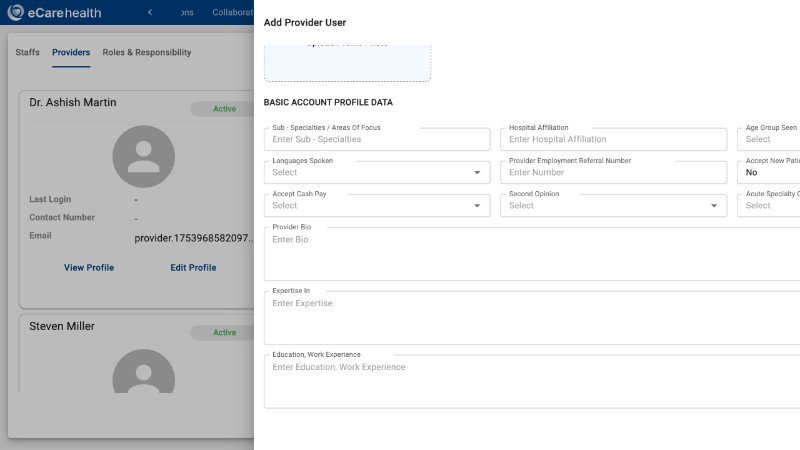 eCarehealth
ons
Collaborat
Staffs
Providers
Roles & Responsibility
Dr. Ashish Martin
Active
Last Login
-
Contact Number
-
Email
provider.1753968582097...
View Profile
Edit Profile
Steven Miller
Active
Add Provider User
BASIC ACCOUNT PROFILE DATA
Sub - Specialties / Areas Of Focus
Enter Sub - Specialties
Hospital Affiliation
Enter Hospital Affiliation
Age Group Seen
Select
Languages Spoken
Select
Provider Employment Referral Number
Enter Number
Accept New Patie
No
Accept Cash Pay
Select
Second Opinion
Select
Acute Specialty C
Select
Provider Bio
Enter Bio
Expertise In
Enter Expertise
Education, Work Experience
Enter Education, Work Experience